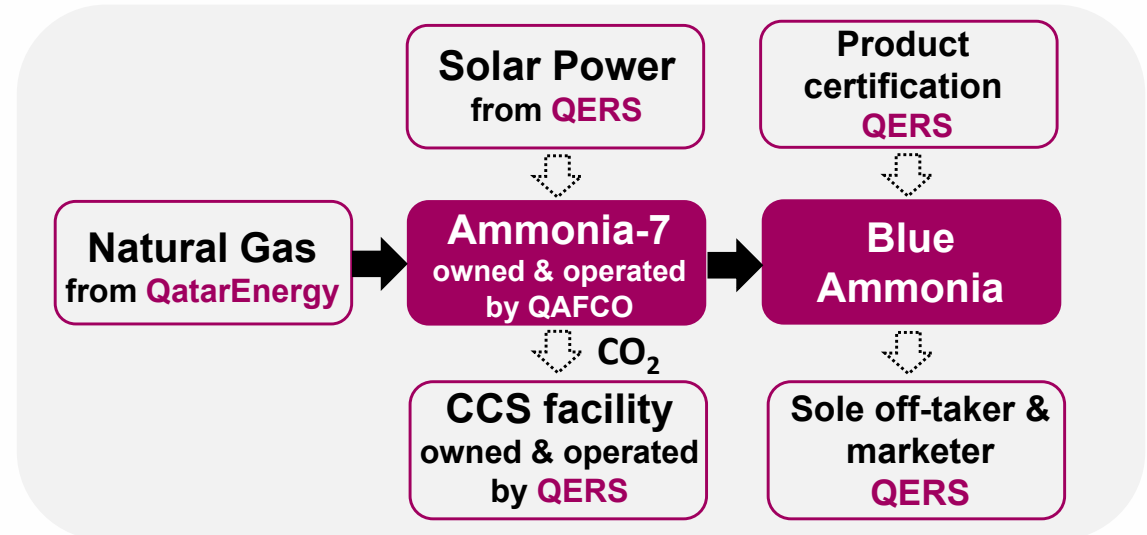 Solar Power
from QERS
Product
certification
QERS
Natural Gas
from QatarEnergy
Ammonia-7
owned & operated
by QAFCO
Blue
Ammonia
CO₂
CCS facility
owned & operated
by QERS
Sole off-taker &
marketer
QERS